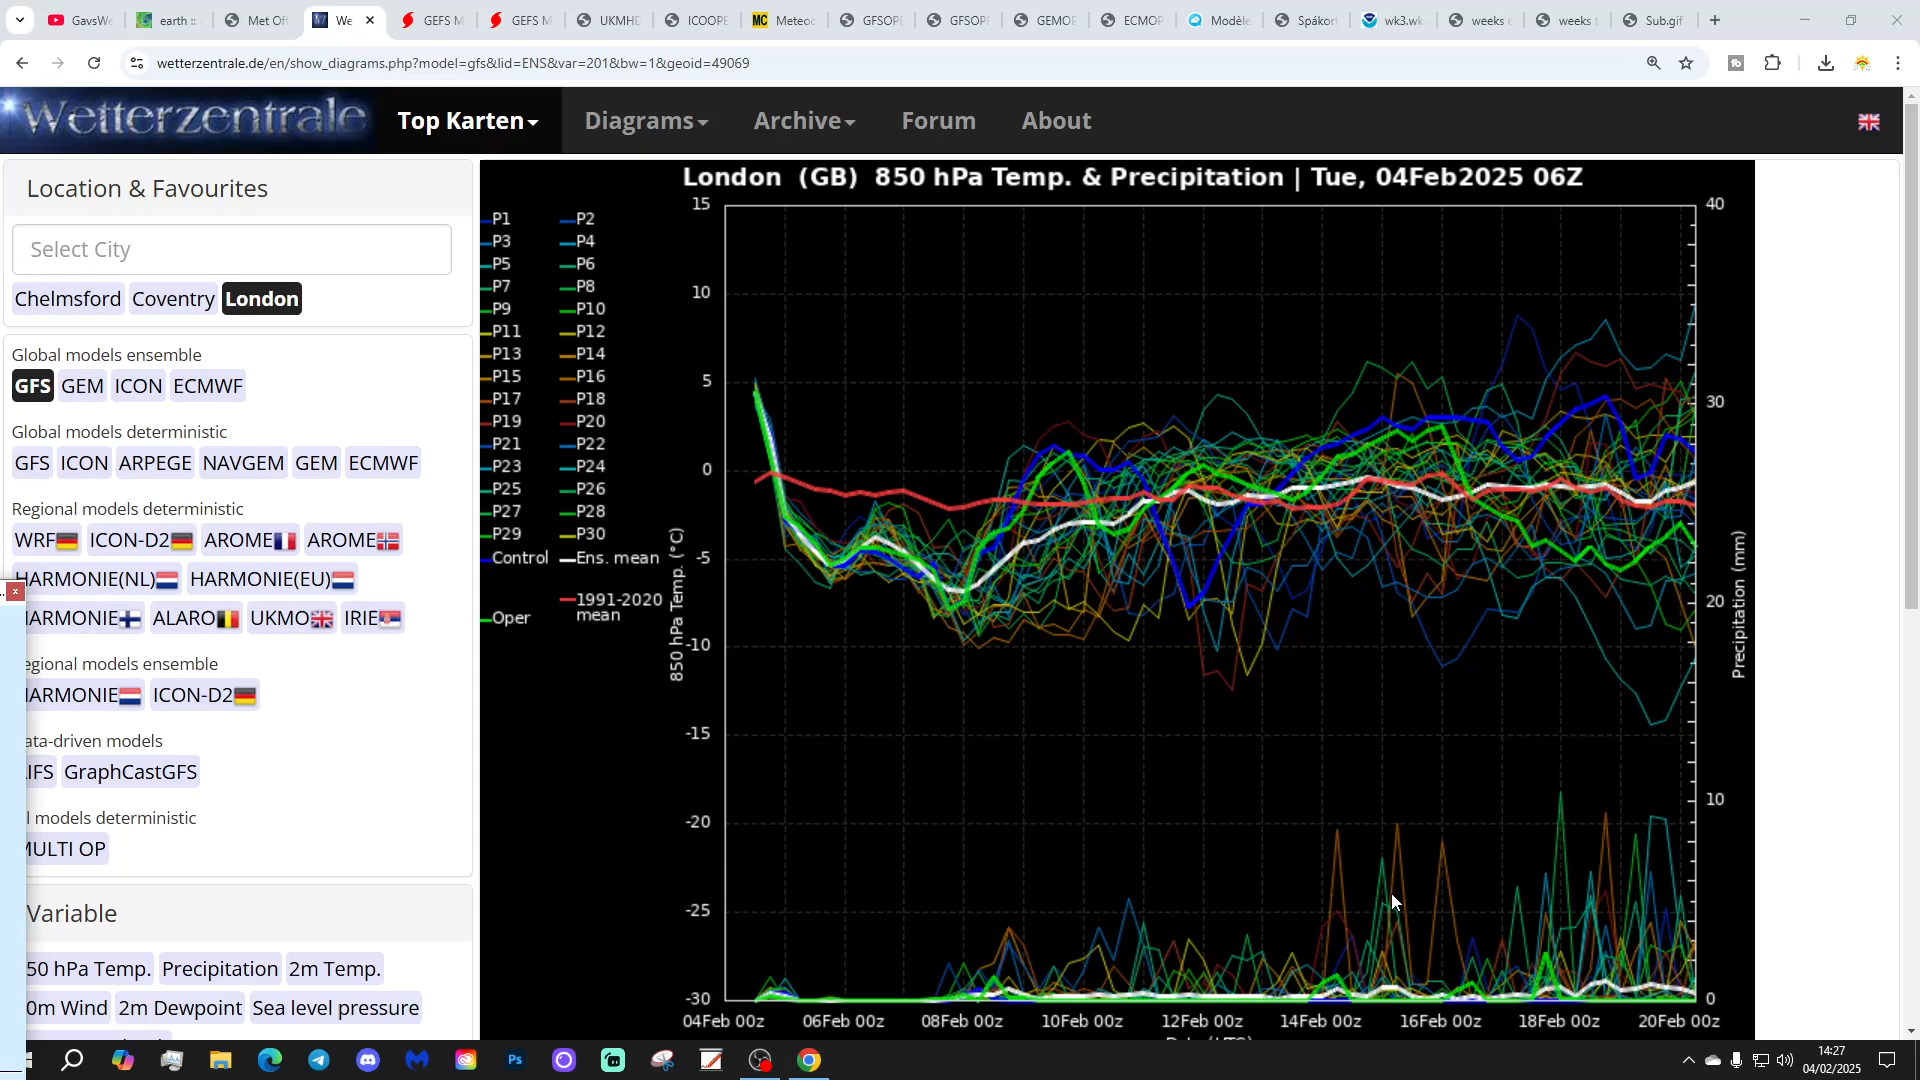 GavsWe
earth ::
Met Off
We
GEFS M
GEFS M
UKMHD
ICOOPE
MC Meteoc
GFSOPE
GFSOPE
GEMOP
ECMOP
Modèle
Spákort
wk3.wk
weeks
weeks
Sub.gif
wetterzentrale.de/en/show_diagrams.php?model=gfs&lid=ENS&var=201&bw=1&geoid=49069
Wetterzentrale
Top Karten
Diagrams
Archive
Forum
About
Location & Favourites
Select City
Chelmsford Coventry London
Global models ensemble
GFS GEM ICON ECMWF
Global models deterministic
GFS ICON ARPEGE NAVGEM GEM ECMWF
Regional models deterministic
WRF ICON-D2 AROME AROME
HARMONIE(NL) HARMONIE(EU)
HARMONIE ALARO UKMO IRIE
egional models ensemble
HARMONIE ICON-D2
ata-driven models
IFS GraphCastGFS
l models deterministic
MULTI OP
Variable
50 hPa Temp. Precipitation 2m Temp.
0m Wind 2m Dewpoint Sea level pressure
London (GB) 850 hPa Temp. & Precipitation | Tue, 04Feb2025 06Z
P1 P2
P3 P4
P5 P6
P7 P8
P9 P10
P11 P12
P13 P14
P15 P16
P17 P18
P19 P20
P21 P22
P23 P24
P25 P26
P27 P28
P29 P30
Control Ens. mean
Oper 1991-2020 mean
850 hPa Temp. (°C)
15
10
5
0
-5
-10
-15
-20
-25
-30
40
30
20
10
0
Precipitation (mm)
04Feb 00z 06Feb 00z 08Feb 00z 10Feb 00z 12Feb 00z 14Feb 00z 16Feb 00z 18Feb 00z 20Feb 00z
Ps
14:27
04/02/2025